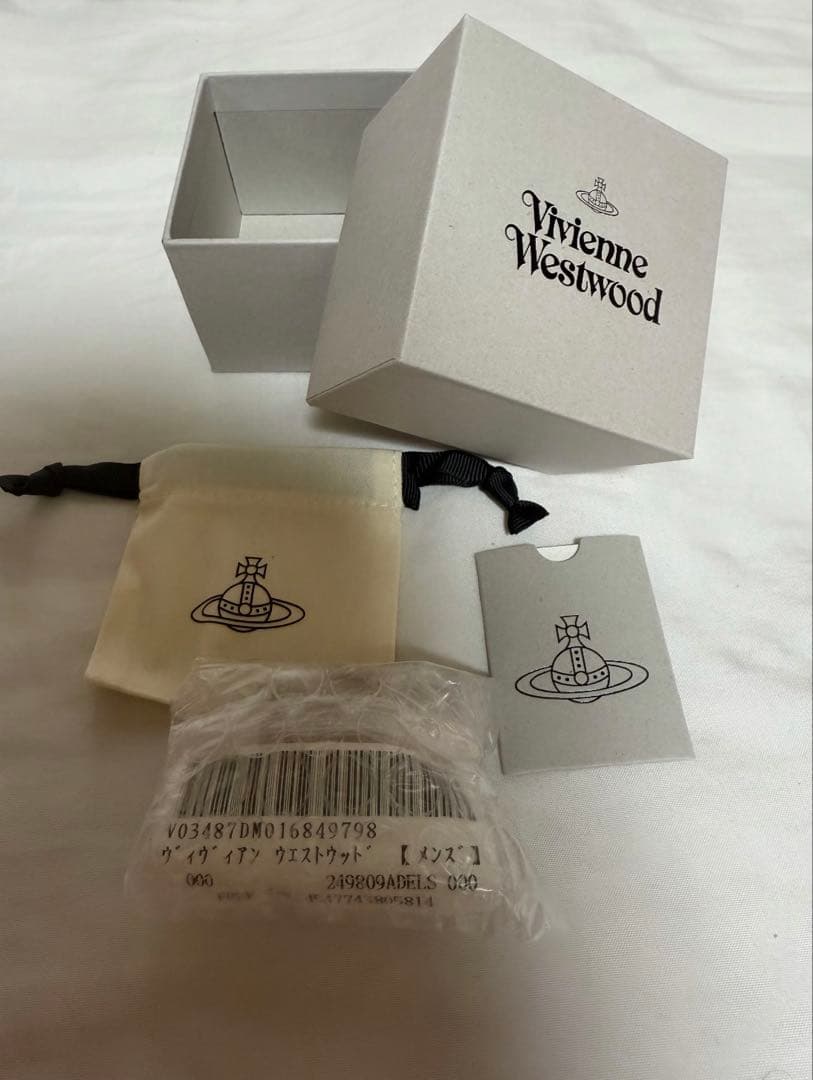 Vivienne
Westwood
V03487DM016849798
ヴィヴィアン ウエストウッド 【メンズ】
000 249809ADELS 000
4547743805814